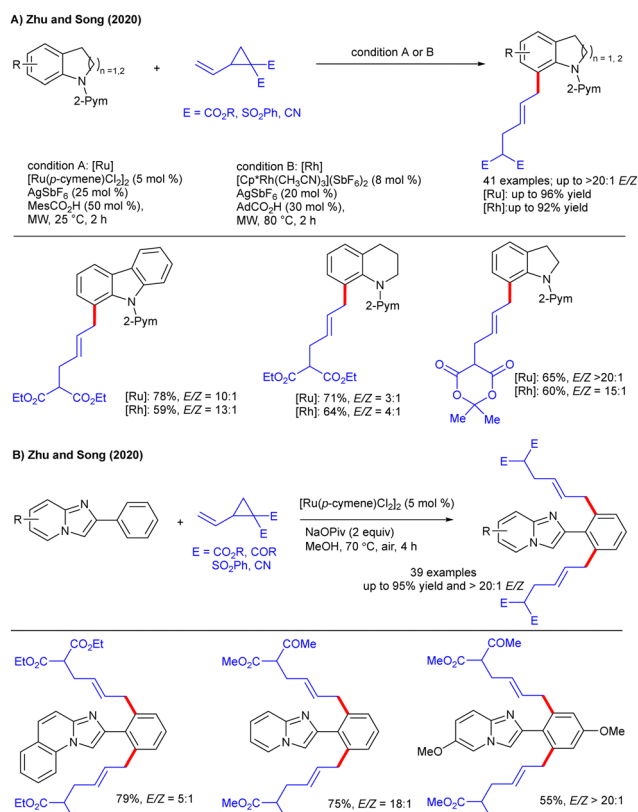 A) Zhu and Song (2020)
R
n =1,2
N
2-Pym
+
E
E
E = CO2R, SO2Ph, CN
condition A or B
R
n = 1, 2
N
2-Pym
E E
condition A: [Ru]
[Ru(p-cymene)Cl2]2 (5 mol %)
AgSbF6 (25 mol %)
MesCO2H (50 mol %),
MW, 25 °C, 2 h
condition B: [Rh]
[Cp*Rh(CH3CN)3](SbF6)2 (8 mol %)
AgSbF6 (20 mol %)
AdCO2H (30 mol %),
MW, 80 °C, 2 h
41 examples; up to >20:1 E/Z
[Ru]: up to 96% yield
[Rh]:up to 92% yield
N
2-Pym
EtO2C CO2Et
[Ru]: 78%, E/Z = 10:1
[Rh]: 59%, E/Z = 13:1
N
2-Pym
EtO2C CO2Et
[Ru]: 71%, E/Z = 3:1
[Rh]: 64%, E/Z = 4:1
N
2-Pym
O O
O O
Me Me
[Ru]: 65%, E/Z >20:1
[Rh]: 60%, E/Z = 15:1
B) Zhu and Song (2020)
R
N
N
+
E
E
E = CO2R, COR
SO2Ph, CN
[Ru(p-cymene)Cl2]2 (5 mol %)
NaOPiv (2 equiv)
MeOH, 70 °C, air, 4 h
E
E
R
N
N
E
E
39 examples
up to 95% yield and > 20:1 E/Z
CO2Et
EtO2C
N
N
EtO2C
79%, E/Z = 5:1
COMe
MeO2C
N
N
MeO2C
75%, E/Z = 18:1
COMe
MeO2C
N
N
MeO
OMe
MeO2C
55%, E/Z > 20:1